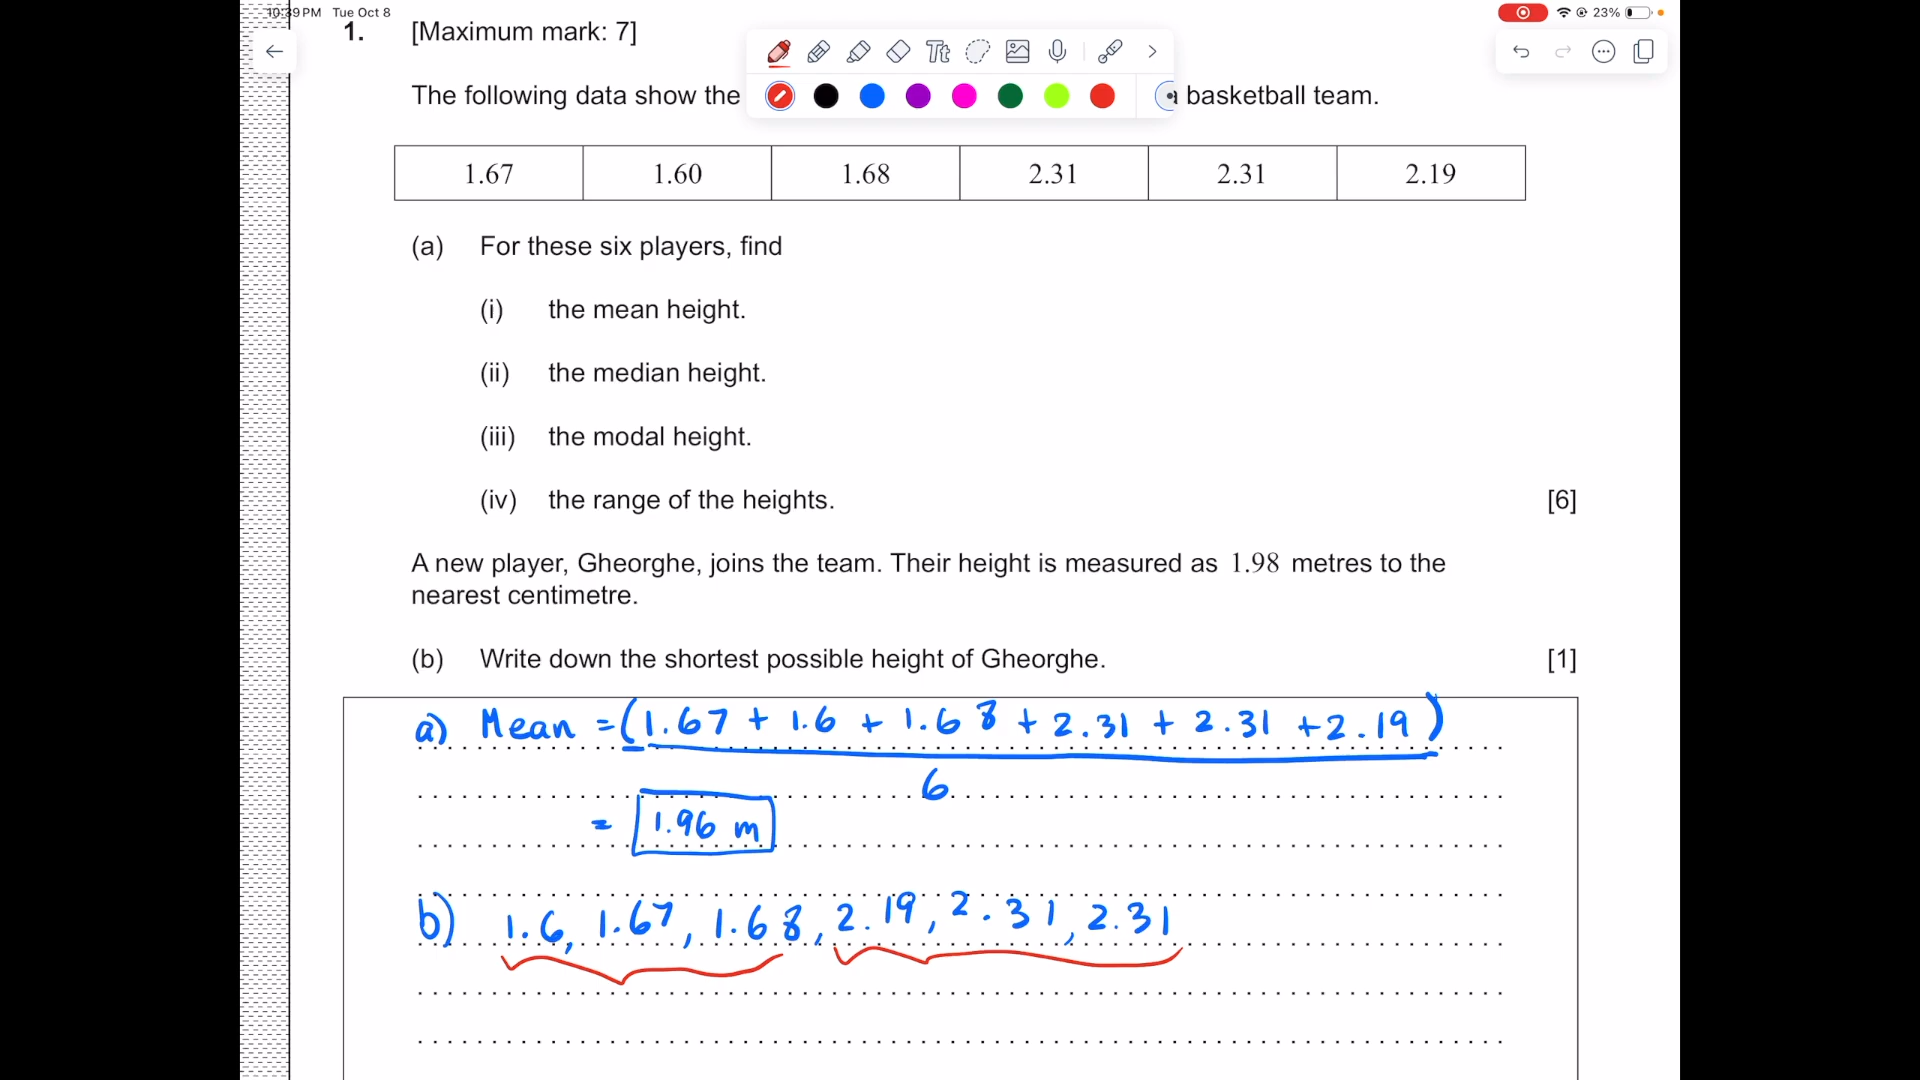 10:39 PM Tue Oct 8
23%
1. [Maximum mark: 7]
Tt
The following data show the basketball team.
1.67 1.60 1.68 2.31 2.31 2.19
(a) For these six players, find
(i) the mean height.
(ii) the median height.
(iii) the modal height.
(iv) the range of the heights. [6]
A new player, Gheorghe, joins the team. Their height is measured as 1.98 metres to the
nearest centimetre.
(b) Write down the shortest possible height of Gheorghe. [1]
a) Mean = (1.67 + 1.6 + 1.68 + 2.31 + 2.31 + 2.19)
6
= 1.96 m
b) 1.6, 1.67, 1.68, 2.19, 2.31, 2.31